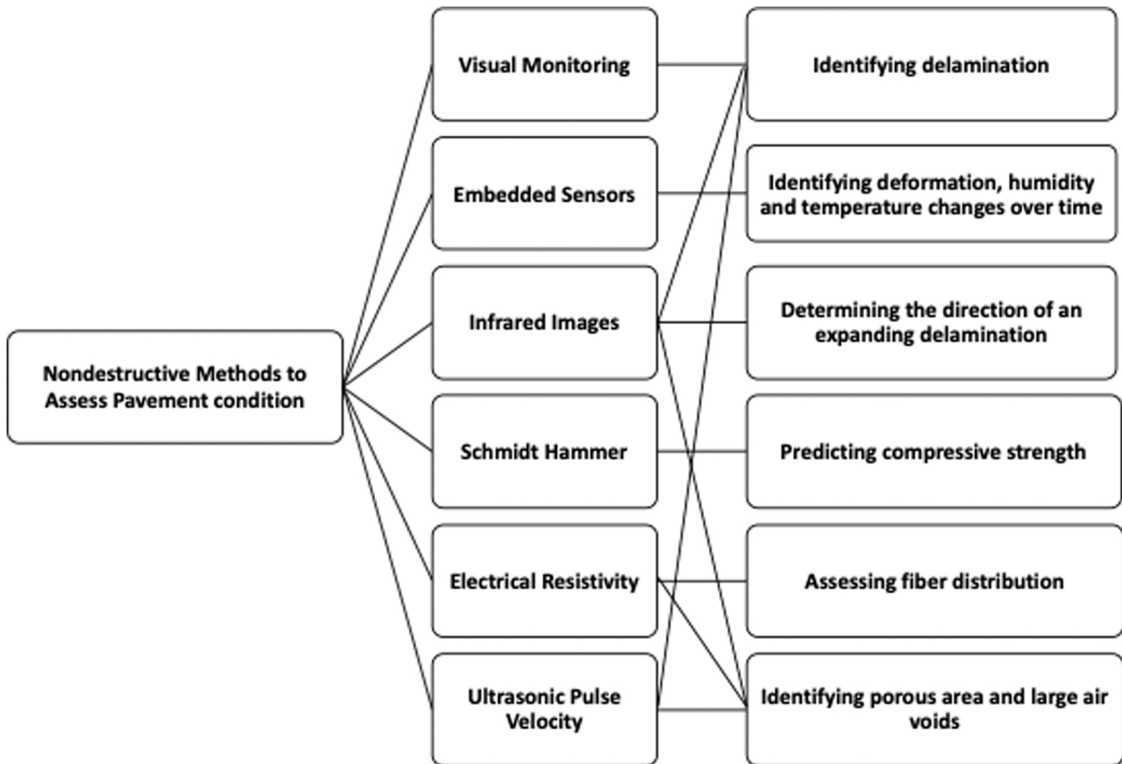 Nondestructive Methods to
Assess Pavement condition
Visual Monitoring
Embedded Sensors
Infrared Images
Schmidt Hammer
Electrical Resistivity
Ultrasonic Pulse
Velocity
Identifying delamination
Identifying deformation, humidity
and temperature changes over time
Determining the direction of an
expanding delamination
Predicting compressive strength
Assessing fiber distribution
Identifying porous area and large air
voids